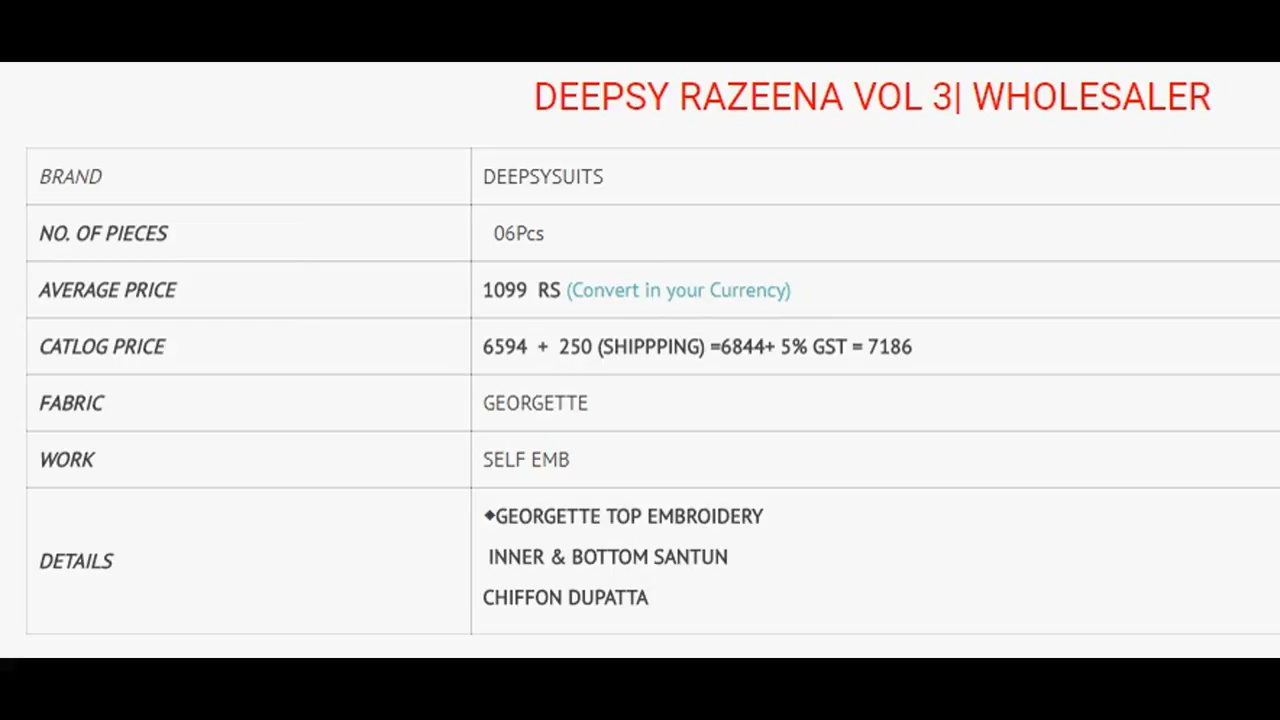 DEEPSY RAZEENA VOL 3| WHOLESALER
BRAND DEEPSYSUITS
NO. OF PIECES 06Pcs
AVERAGE PRICE 1099 RS (Convert in your Currency)
CATLOG PRICE 6594 + 250 (SHIPPPING) =6844+ 5% GST = 7186
FABRIC GEORGETTE
WORK SELF EMB
DETAILS
◆GEORGETTE TOP EMBROIDERY
INNER & BOTTOM SANTUN
CHIFFON DUPATTA